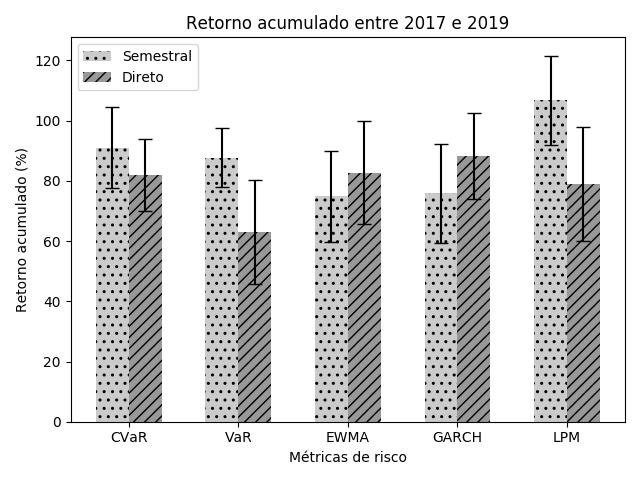 Retorno acumulado entre 2017 e 2019
Semestral
Direto
Retorno acumulado (%)
120
100
80
60
40
20
0
CVaR VaR EWMA GARCH LPM
Métricas de risco